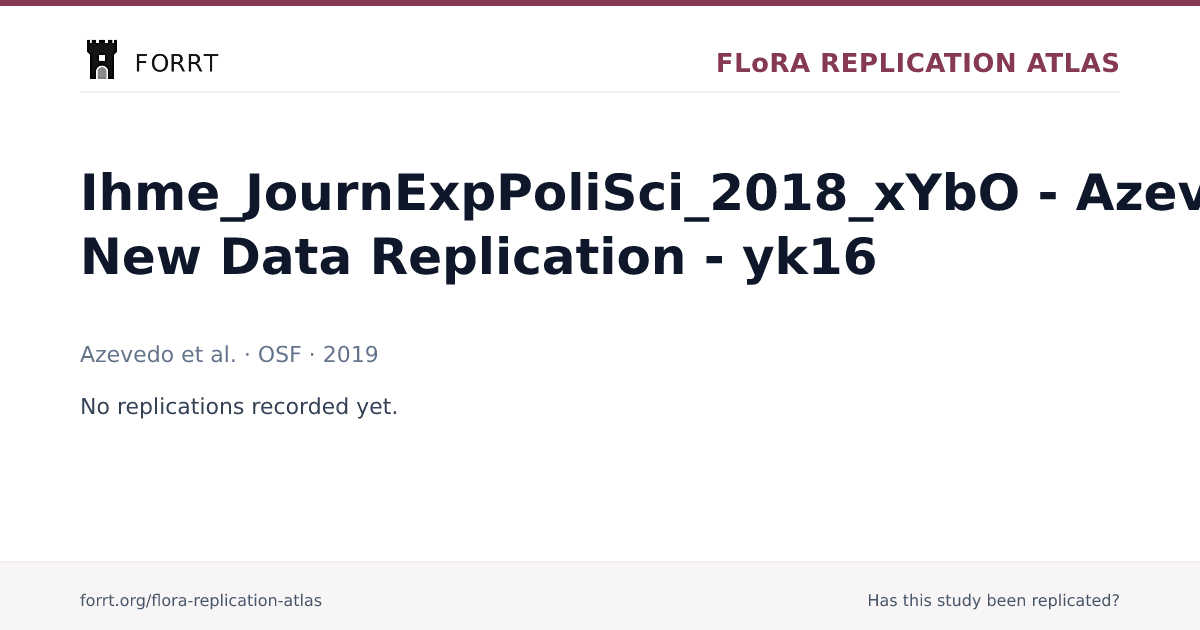 FORRT
FLoRA REPLICATION ATLAS
Ihme_JournExpPoliSci_2018_xYbO - Azev
New Data Replication - yk16
Azevedo et al. · OSF · 2019
No replications recorded yet.
forrt.org/flora-replication-atlas
Has this study been replicated?